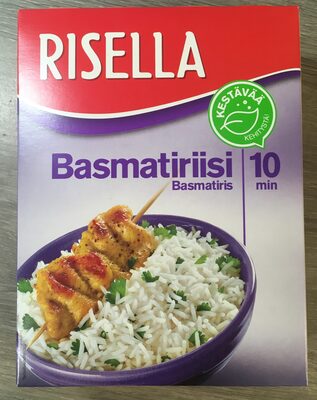 RISELLA
KESTÄVÄÄ
KEHITYSTÄ!
Basmatiriisi
Basmatiris
10
min